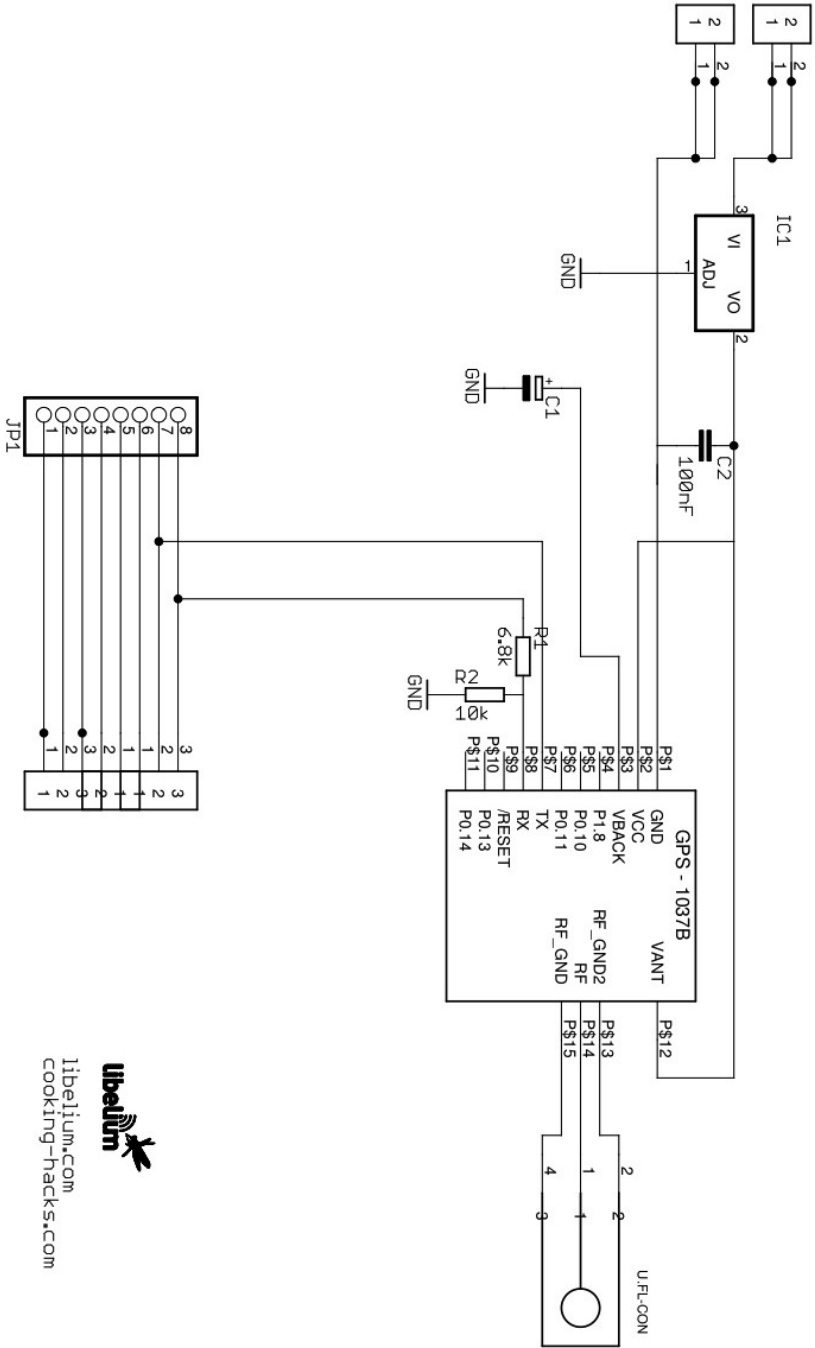 1 2
1 2
1 2
1 2
IC1
3
VI
VO
2
ADJ
1
GND
C2
100nF
C1
+
GND
R1
6.8k
R2
10k
GND
GPS - 1037B
P$1
GND
P$2
VCC
P$3
VBACK
P$4
P1.8
P$5
P0.10
P$6
P0.11
P$7
TX
P$8
RX
P$9
/RESET
P$10
P0.13
P$11
P0.14
VANT
P$12
RF_GND2
P$13
RF
P$14
RF_GND
P$15
U.FL-CON
2 2
1 1
4 3
JP1
8 3 3
7 2 2
6 1 1
5 1 1
4 2 2
3 3 3
2 2 2
1 1 1
libelium
libelium.com
cooking-hacks.com